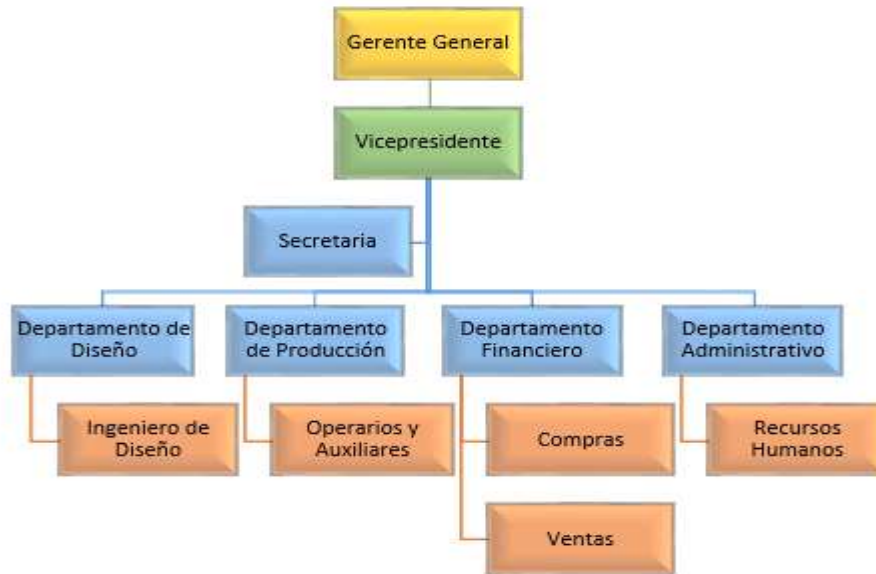 Gerente General
Vicepresidente
Secretaria
Departamento de
Diseño
Departamento
de Producción
Departamento
Financiero
Departamento
Administrativo
Ingeniero de
Diseño
Operarios y
Auxiliares
Compras
Recursos
Humanos
Ventas